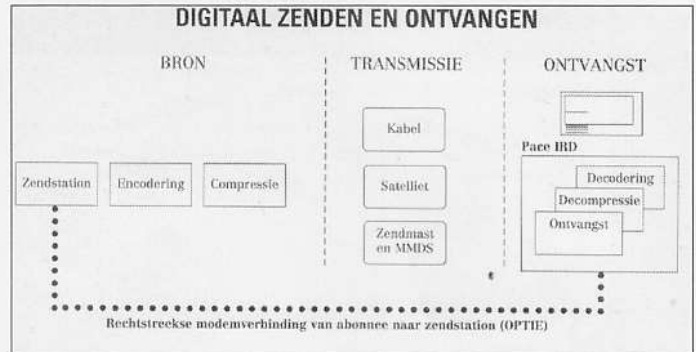 DIGITAAL ZENDEN EN ONTVANGEN
BRON
TRANSMISSIE
ONTVANGST
Zendstation
Encodering
Compressie
Kabel
Satelliet
Zendmast
en MMDS
Pace IRD
Decodering
Decompressie
Ontvangst
Rechtstreekse modemverbinding van abonnee naar zendstation (OPTIE)